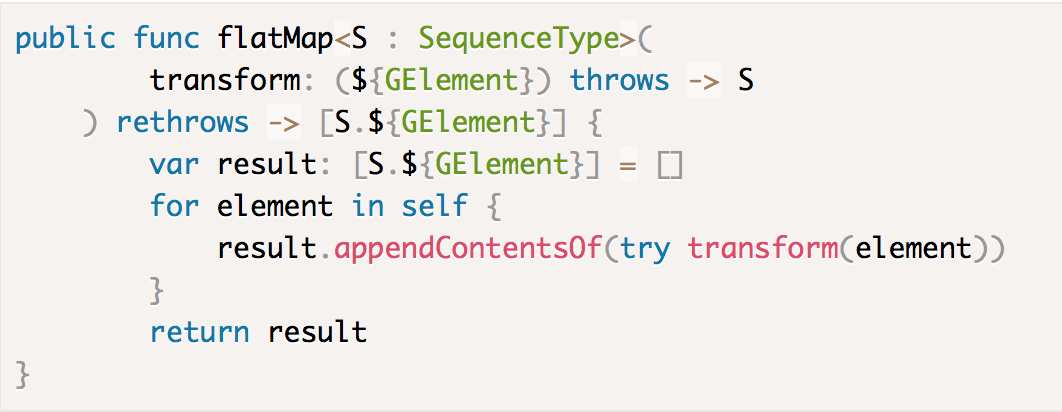 public func flatMap<S : SequenceType>(
        transform: (${GElement}) throws -> S
    ) rethrows -> [S.${GElement}] {
        var result: [S.${GElement}] = []
        for element in self {
            result.appendContentsOf(try transform(element))
        }
        return result
}